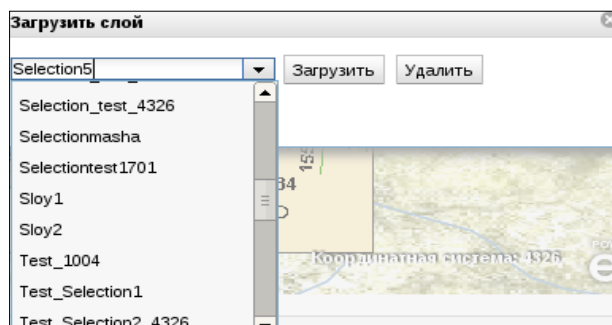 Загрузить слой
Selection5
Загрузить
Удалить
Selection_test_4326
Selectionmasha
Selectiontest1701
Sloy1
Sloy2
Test_1004
Test_Selection1
Test_Selection2_4326
Координатная система: 4326